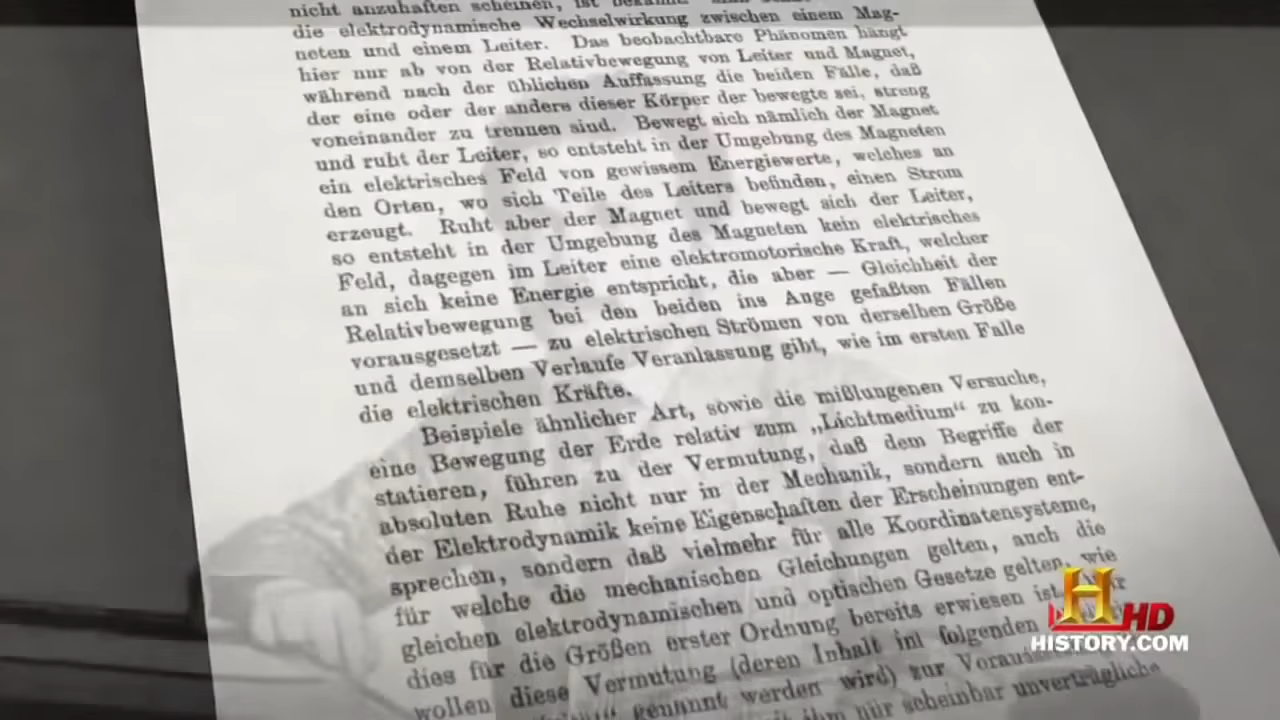 nicht anzuhaften scheinen, ist
die elektrodynamische Wechselwirkung zwischen einem Mag-
neten und einem Leiter. Das beobachtbare Phänomen hängt
hier nur ab von der Relativbewegung von Leiter und Magnet,
während nach der üblichen Auffassung die beiden Fälle, daß
der eine oder der andere dieser Körper der bewegte sei, streng
voneinander zu trennen sind. Bewegt sich nämlich der Magnet
und ruht der Leiter, so entsteht in der Umgebung des Magneten
ein elektrisches Feld von gewissem Energiewerte, welches an
den Orten, wo sich Teile des Leiters befinden, einen Strom
erzeugt. Ruht aber der Magnet und bewegt sich der Leiter,
so entsteht in der Umgebung des Magneten kein elektrisches
Feld, dagegen im Leiter eine elektromotorische Kraft, welcher
an sich keine Energie entspricht, die aber — Gleichheit der
Relativbewegung bei den beiden ins Auge gefaßten Fällen
vorausgesetzt — zu elektrischen Strömen von derselben Größe
und demselben Verlaufe Veranlassung gibt, wie im ersten Falle
die elektrischen Kräfte.
Beispiele ähnlicher Art, sowie die mißlungenen Versuche,
eine Bewegung der Erde relativ zum „Lichtmedium“ zu kon-
statieren, führen zu der Vermutung, daß dem Begriffe der
absoluten Ruhe nicht nur in der Mechanik, sondern auch in
der Elektrodynamik keine Eigenschaften der Erscheinungen ent-
sprechen, sondern daß vielmehr für alle Koordinatensysteme,
für welche die mechanischen Gleichungen gelten, auch die
gleichen elektrodynamischen und optischen Gesetze gelten, wie
dies für die Größen erster Ordnung bereits erwiesen ist
wollen diese Vermutung (deren Inhalt im folgenden
genannt werden wird) zur
ihm nur scheinbar unverträgliche
H HD
HISTORY.COM